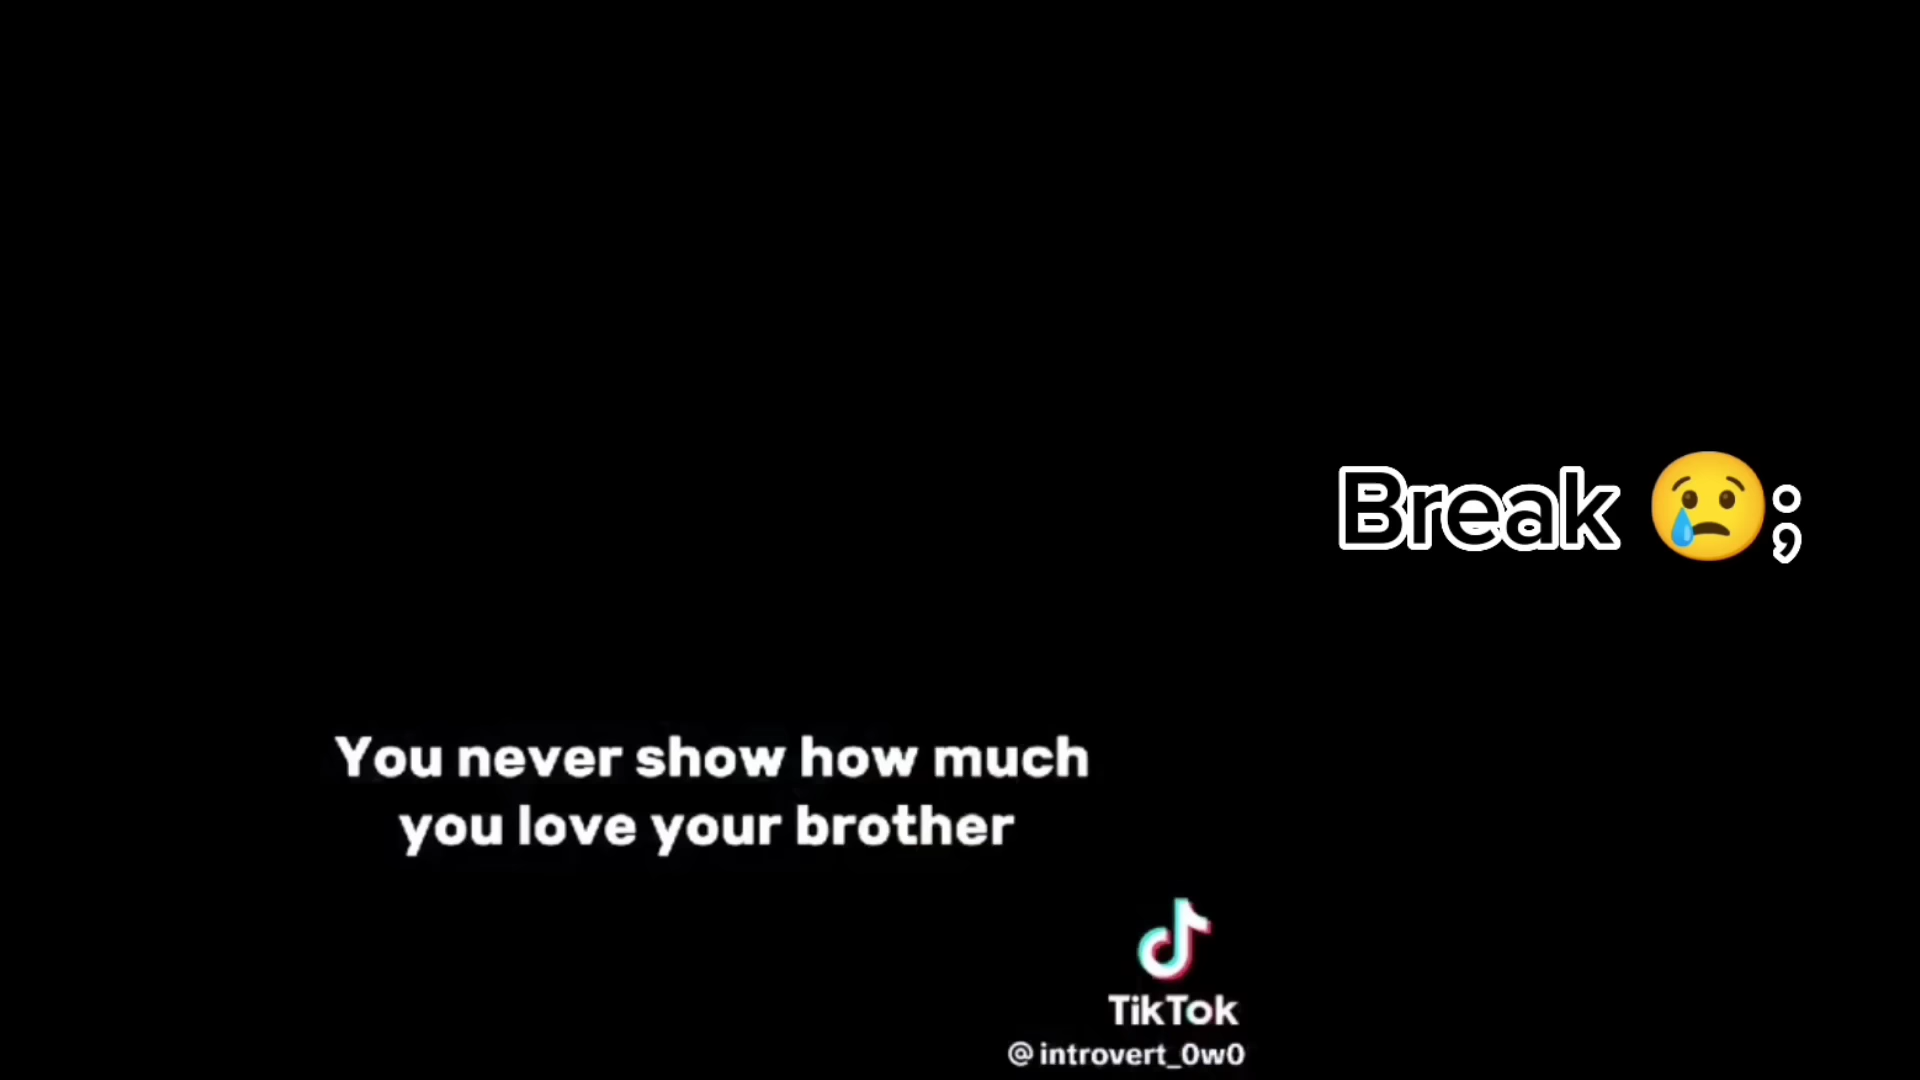 Break 😢;
You never show how much
you love your brother
TikTok
@introvert_0w0